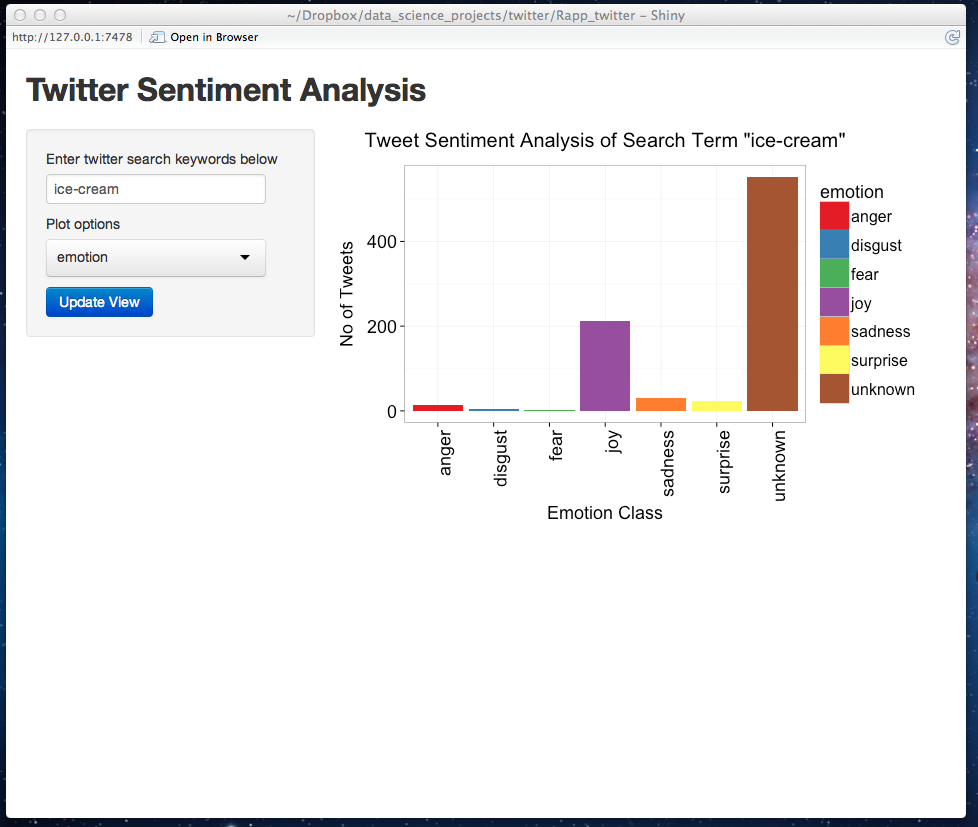 ~/Dropbox/data_science_projects/twitter/Rapp_twitter – Shiny
http://127.0.0.1:7478
Open in Browser
Twitter Sentiment Analysis
Enter twitter search keywords below
ice-cream
Plot options
emotion
Update View
Tweet Sentiment Analysis of Search Term "ice-cream"
No of Tweets
400
200
0
anger
disgust
fear
joy
sadness
surprise
unknown
Emotion Class
emotion
anger
disgust
fear
joy
sadness
surprise
unknown